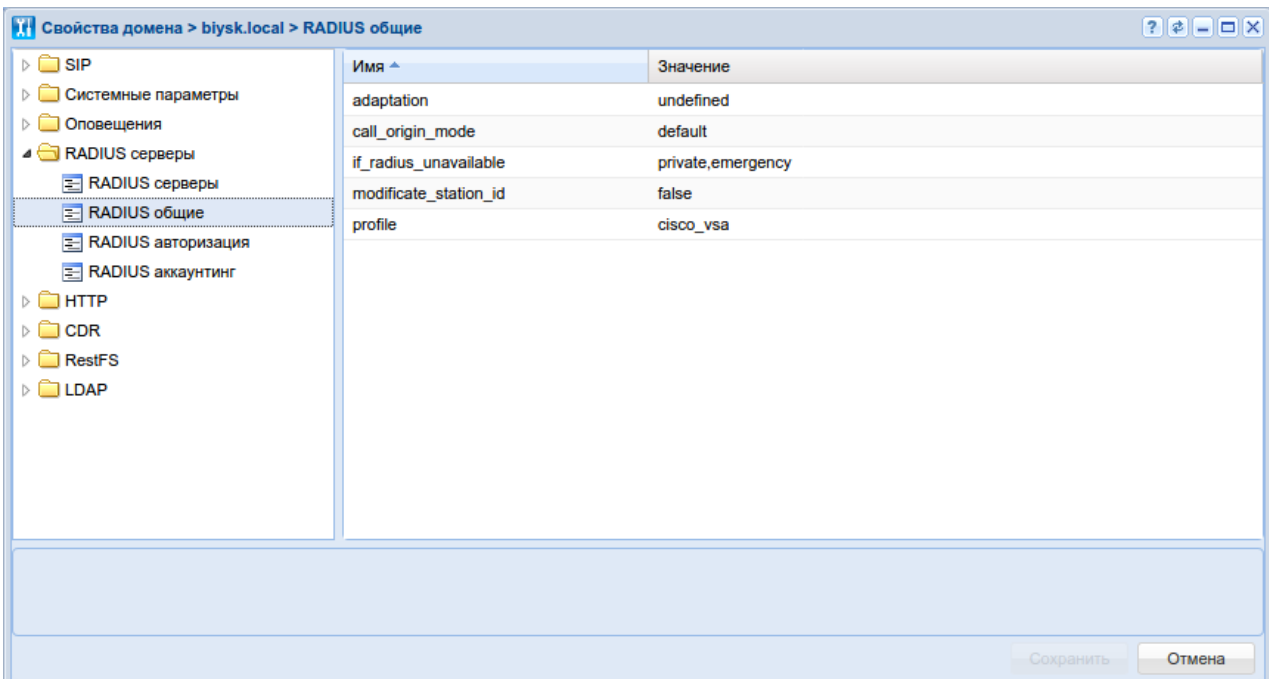 Свойства домена > biysk.local > RADIUS общие
SIP
Системные параметры
Оповещения
RADIUS серверы
RADIUS серверы
RADIUS общие
RADIUS авторизация
RADIUS аккаунтинг
HTTP
CDR
RestFS
LDAP
Имя Значение
adaptation undefined
call_origin_mode default
if_radius_unavailable private,emergency
modificate_station_id false
profile cisco_vsa
Сохранить Отмена